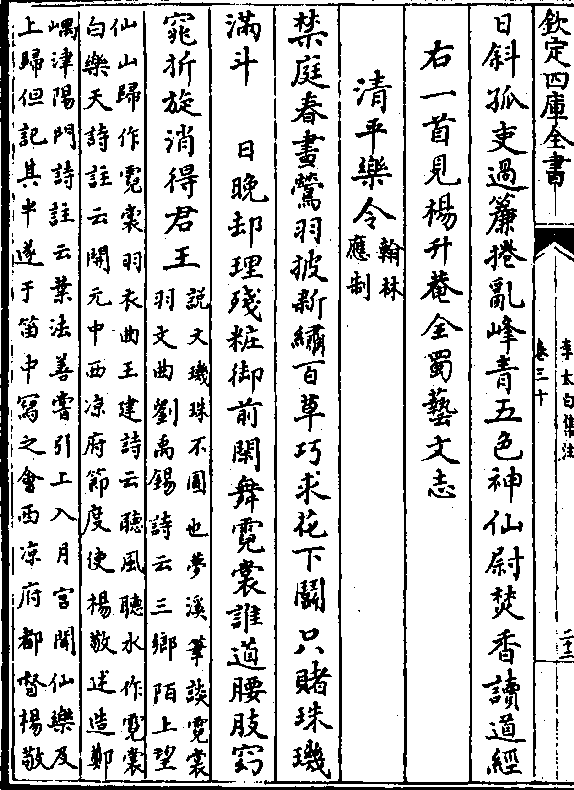 欽定四庫全書
李太白集注
卷三十
二十二
日斜孤吏過簾捲亂峰青五色神仙尉焚香讀道經
右一首見楊升菴全蜀藝文志
清平樂令翰林
應制
禁庭春晝鶯羽披新繡百草巧求花下鬬只賭珠璣
滿斗　日晚却理殘粧御前閑舞霓裳誰道腰肢窈
窕折旋消得君王
說文璣珠不圓也夢溪筆談霓裳
羽文曲劉禹錫詩云三鄉陌上望
仙山歸作霓裳羽衣曲王建詩云聽風聽水作霓裳
白樂天詩註云開元中西凉府節度使楊敬述造鄭
嵎津陽門詩註云葉法善嘗引上入月宮聞仙樂及
上歸但記其半遂于笛中寫之會西凉府都督楊敬